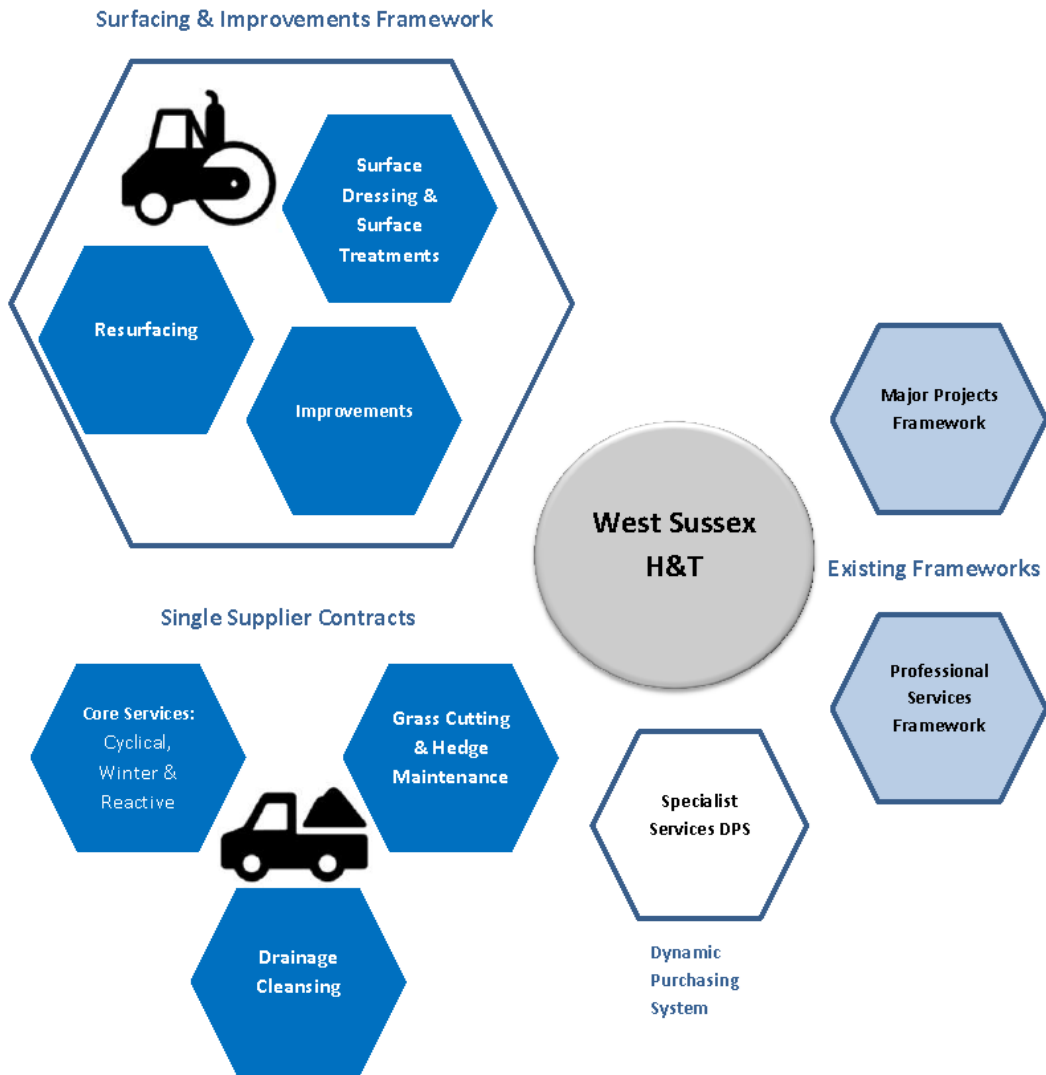 Surfacing & Improvements Framework
Surface
Dressing &
Surface
Treatments
Resurfacing
Improvements
Major Projects
Framework
West Sussex
H&T
Existing Frameworks
Single Supplier Contracts
Core Services:
Cyclical,
Winter &
Reactive
Grass Cutting
& Hedge
Maintenance
Professional
Services
Framework
Specialist
Services DPS
Drainage
Cleansing
Dynamic
Purchasing
System